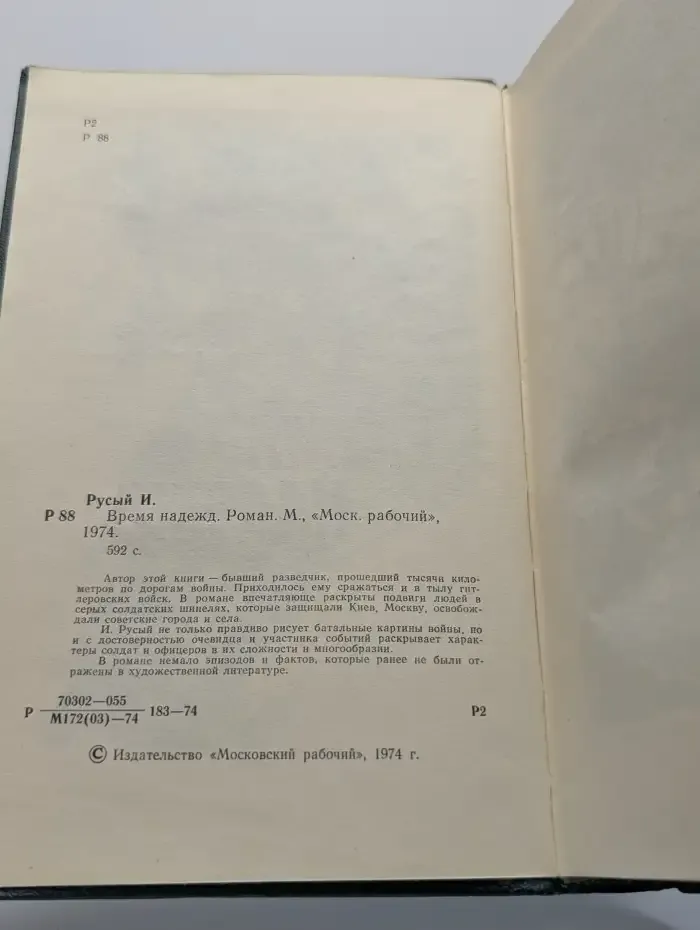 Р2
Р 88
Русый И.
Р 88 Время надежд. Роман. М., «Моск. рабочий»,
1974.
592 с.
Автор этой книги — бывший разведчик, прошедший тысячи кило-
метров по дорогам войны. Приходилось ему сражаться и в тылу гит-
леровских войск. В романе впечатляюще раскрыты подвиги людей в
серых солдатских шинелях, которые защищали Киев, Москву, освобож-
дали советские города и села.
И. Русый не только правдиво рисует батальные картины войны, но
и с достоверностью очевидца и участника событий раскрывает харак-
теры солдат и офицеров в их сложности и многообразии.
В романе немало эпизодов и фактов, которые ранее не были от-
ражены в художественной литературе.
70302—055
Р 183—74 Р2
М172(03)—74
© Издательство «Московский рабочий», 1974 г.